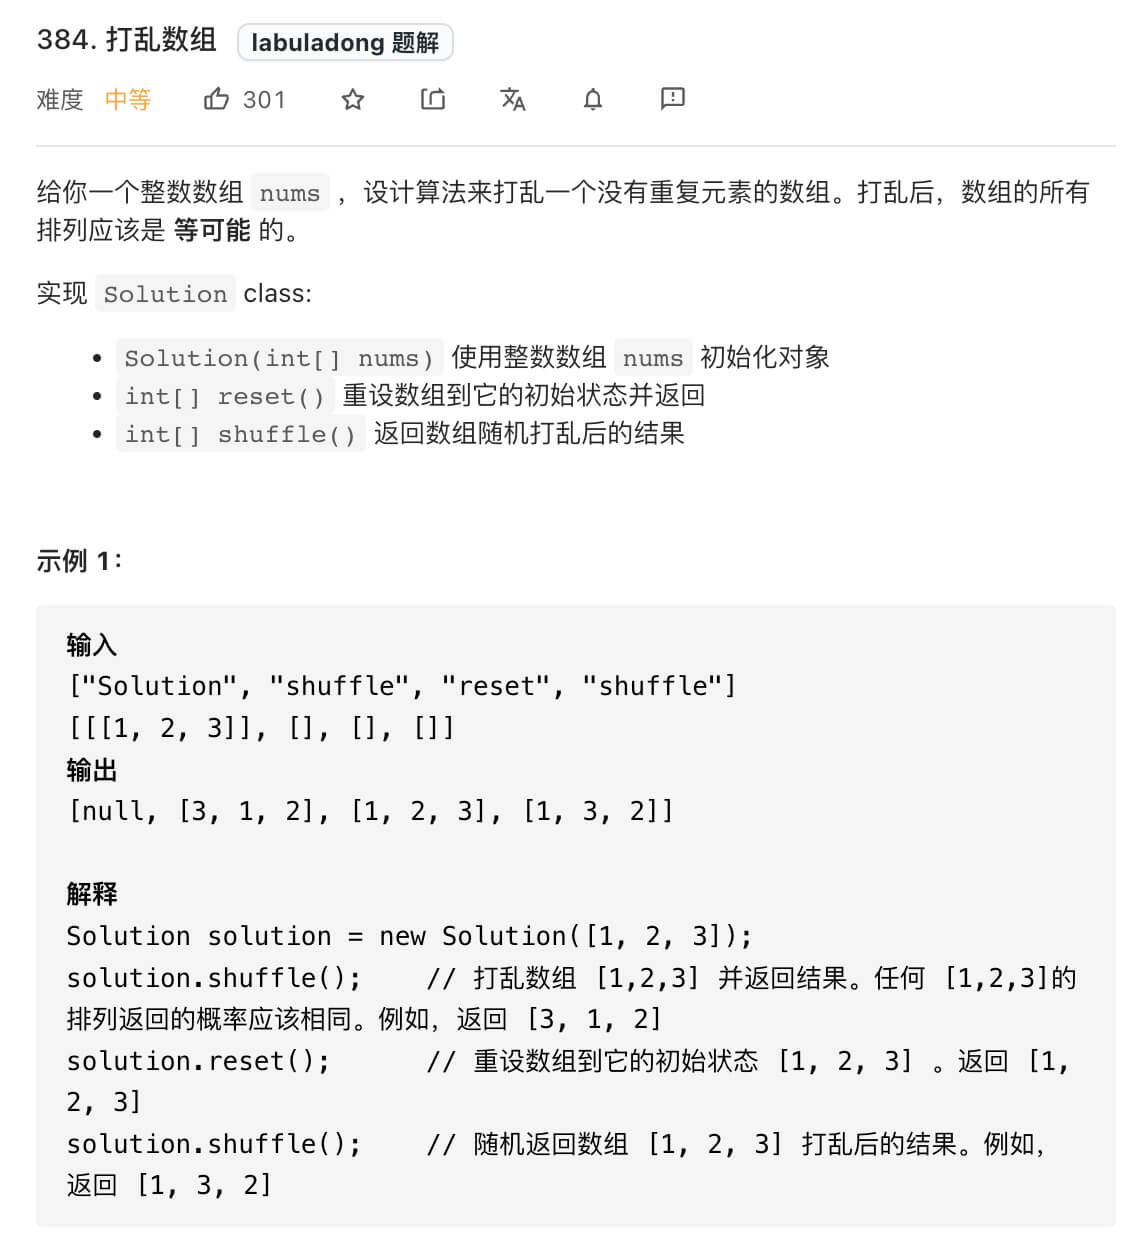 384. 打乱数组 labuladong 题解
难度 中等 301
给你一个整数数组 nums ，设计算法来打乱一个没有重复元素的数组。打乱后，数组的所有
排列应该是 等可能 的。
实现 Solution class:
• Solution(int[] nums) 使用整数数组 nums 初始化对象
• int[] reset() 重设数组到它的初始状态并返回
• int[] shuffle() 返回数组随机打乱后的结果
示例 1：
输入
["Solution", "shuffle", "reset", "shuffle"]
[[[1, 2, 3]], [], [], []]
输出
[null, [3, 1, 2], [1, 2, 3], [1, 3, 2]]
解释
Solution solution = new Solution([1, 2, 3]);
solution.shuffle();    // 打乱数组 [1,2,3] 并返回结果。任何 [1,2,3]的
排列返回的概率应该相同。例如，返回 [3, 1, 2]
solution.reset();      // 重设数组到它的初始状态 [1, 2, 3] 。返回 [1,
2, 3]
solution.shuffle();    // 随机返回数组 [1, 2, 3] 打乱后的结果。例如，
返回 [1, 3, 2]